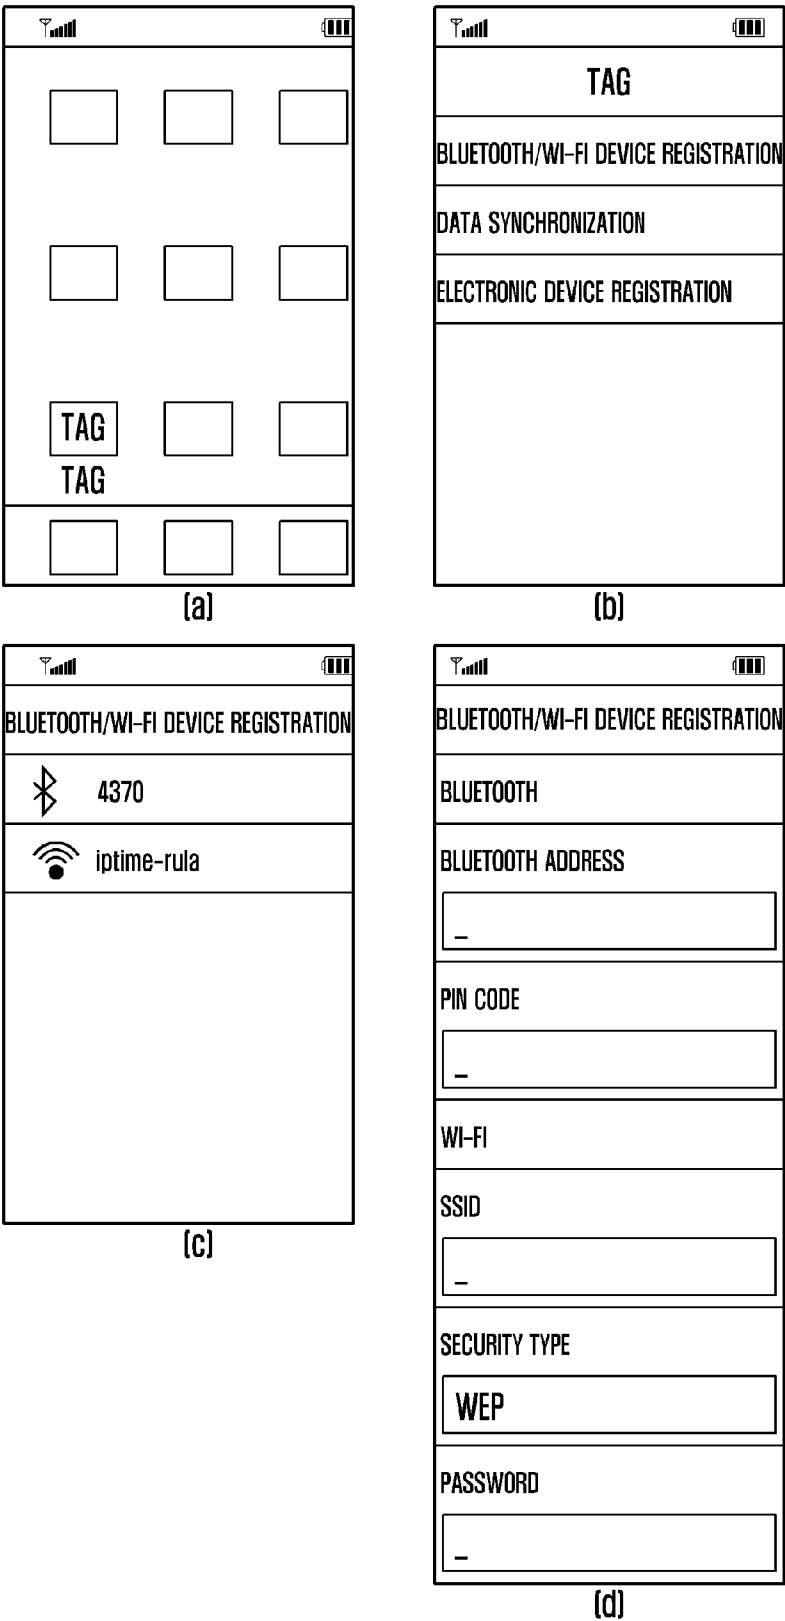 TAG
TAG
(a)
TAG
BLUETOOTH/WI-FI DEVICE REGISTRATION
DATA SYNCHRONIZATION
ELECTRONIC DEVICE REGISTRATION
(b)
BLUETOOTH/WI-FI DEVICE REGISTRATION
4370
iptime-rula
(c)
BLUETOOTH/WI-FI DEVICE REGISTRATION
BLUETOOTH
BLUETOOTH ADDRESS
_
PIN CODE
_
WI-FI
SSID
_
SECURITY TYPE
WEP
PASSWORD
_
(d)